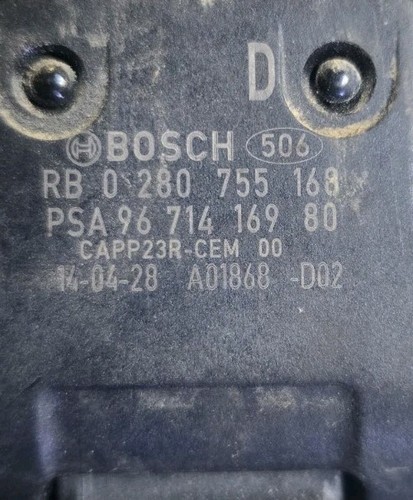 D
BOSCH 506
RB 0 280 755 168
PSA 96 714 169 80
CAPP23R-CEM 00
14-04-28 A01868 -D02